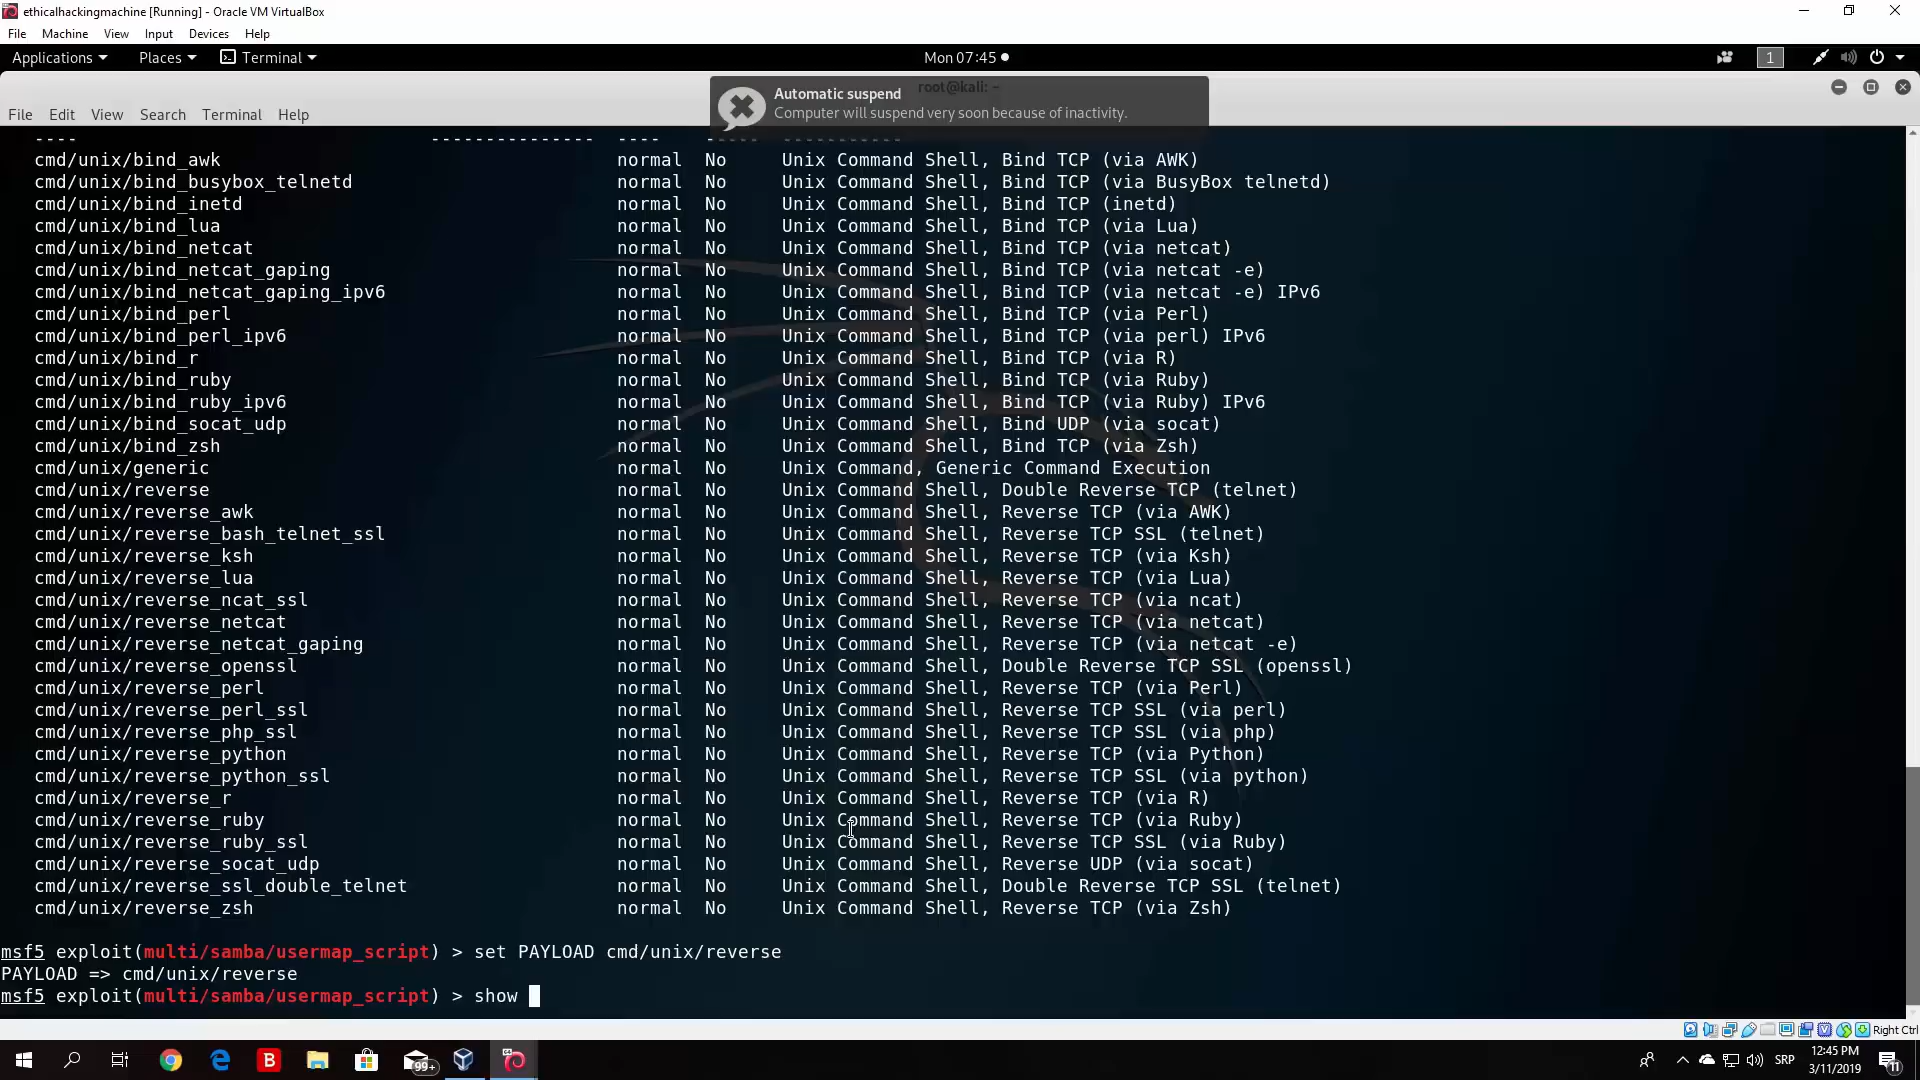 ethicalhackingmachine [Running] - Oracle VM VirtualBox
File Machine View Input Devices Help
Applications Places Terminal Mon 07:45 1
root@kali: ~
Automatic suspend
Computer will suspend very soon because of inactivity.
File Edit View Search Terminal Help
---- --------------- ---- ----- -----------
cmd/unix/bind_awk normal No Unix Command Shell, Bind TCP (via AWK)
cmd/unix/bind_busybox_telnetd normal No Unix Command Shell, Bind TCP (via BusyBox telnetd)
cmd/unix/bind_inetd normal No Unix Command Shell, Bind TCP (inetd)
cmd/unix/bind_lua normal No Unix Command Shell, Bind TCP (via Lua)
cmd/unix/bind_netcat normal No Unix Command Shell, Bind TCP (via netcat)
cmd/unix/bind_netcat_gaping normal No Unix Command Shell, Bind TCP (via netcat -e)
cmd/unix/bind_netcat_gaping_ipv6 normal No Unix Command Shell, Bind TCP (via netcat -e) IPv6
cmd/unix/bind_perl normal No Unix Command Shell, Bind TCP (via Perl)
cmd/unix/bind_perl_ipv6 normal No Unix Command Shell, Bind TCP (via perl) IPv6
cmd/unix/bind_r normal No Unix Command Shell, Bind TCP (via R)
cmd/unix/bind_ruby normal No Unix Command Shell, Bind TCP (via Ruby)
cmd/unix/bind_ruby_ipv6 normal No Unix Command Shell, Bind TCP (via Ruby) IPv6
cmd/unix/bind_socat_udp normal No Unix Command Shell, Bind UDP (via socat)
cmd/unix/bind_zsh normal No Unix Command Shell, Bind TCP (via Zsh)
cmd/unix/generic normal No Unix Command, Generic Command Execution
cmd/unix/reverse normal No Unix Command Shell, Double Reverse TCP (telnet)
cmd/unix/reverse_awk normal No Unix Command Shell, Reverse TCP (via AWK)
cmd/unix/reverse_bash_telnet_ssl normal No Unix Command Shell, Reverse TCP SSL (telnet)
cmd/unix/reverse_ksh normal No Unix Command Shell, Reverse TCP (via Ksh)
cmd/unix/reverse_lua normal No Unix Command Shell, Reverse TCP (via Lua)
cmd/unix/reverse_ncat_ssl normal No Unix Command Shell, Reverse TCP (via ncat)
cmd/unix/reverse_netcat normal No Unix Command Shell, Reverse TCP (via netcat)
cmd/unix/reverse_netcat_gaping normal No Unix Command Shell, Reverse TCP (via netcat -e)
cmd/unix/reverse_openssl normal No Unix Command Shell, Double Reverse TCP SSL (openssl)
cmd/unix/reverse_perl normal No Unix Command Shell, Reverse TCP (via Perl)
cmd/unix/reverse_perl_ssl normal No Unix Command Shell, Reverse TCP SSL (via perl)
cmd/unix/reverse_php_ssl normal No Unix Command Shell, Reverse TCP SSL (via php)
cmd/unix/reverse_python normal No Unix Command Shell, Reverse TCP (via Python)
cmd/unix/reverse_python_ssl normal No Unix Command Shell, Reverse TCP SSL (via python)
cmd/unix/reverse_r normal No Unix Command Shell, Reverse TCP (via R)
cmd/unix/reverse_ruby normal No Unix Command Shell, Reverse TCP (via Ruby)
cmd/unix/reverse_ruby_ssl normal No Unix Command Shell, Reverse TCP SSL (via Ruby)
cmd/unix/reverse_socat_udp normal No Unix Command Shell, Reverse UDP (via socat)
cmd/unix/reverse_ssl_double_telnet normal No Unix Command Shell, Double Reverse TCP SSL (telnet)
cmd/unix/reverse_zsh normal No Unix Command Shell, Reverse TCP (via Zsh)
msf5 exploit(multi/samba/usermap_script) > set PAYLOAD cmd/unix/reverse
PAYLOAD => cmd/unix/reverse
msf5 exploit(multi/samba/usermap_script) > show
Right Ctrl
B 99+ SRP 12:45 PM
3/11/2019 11